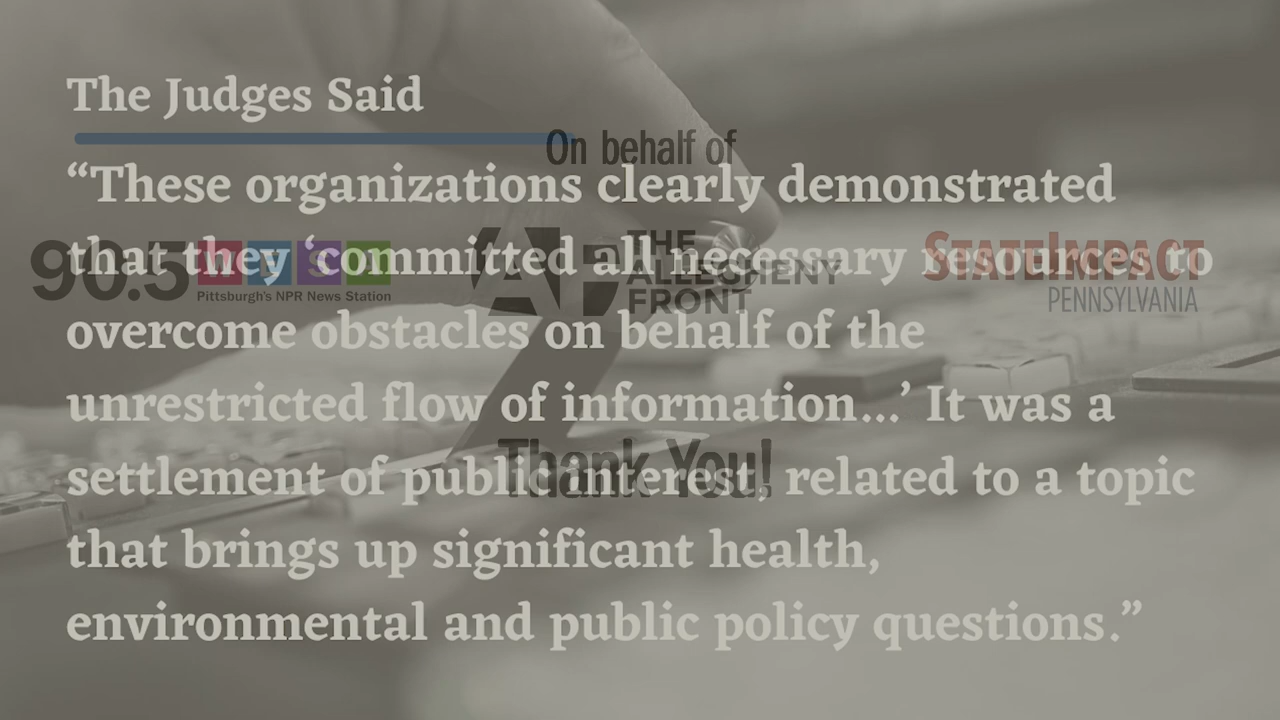 The Judges Said
“These organizations clearly demonstrated
that they ‘committed all necessary resources to
overcome obstacles on behalf of the
unrestricted flow of information...’ It was a
settlement of public interest, related to a topic
that brings up significant health,
environmental and public policy questions.”
On behalf of
90.5 WESA
Pittsburgh's NPR News Station
THE
ALLEGHENY
FRONT
STATEIMPACT
PENNSYLVANIA
Thank You!